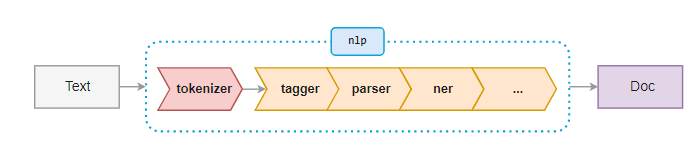 nlp
Text
tokenizer
tagger
parser
ner
...
Doc